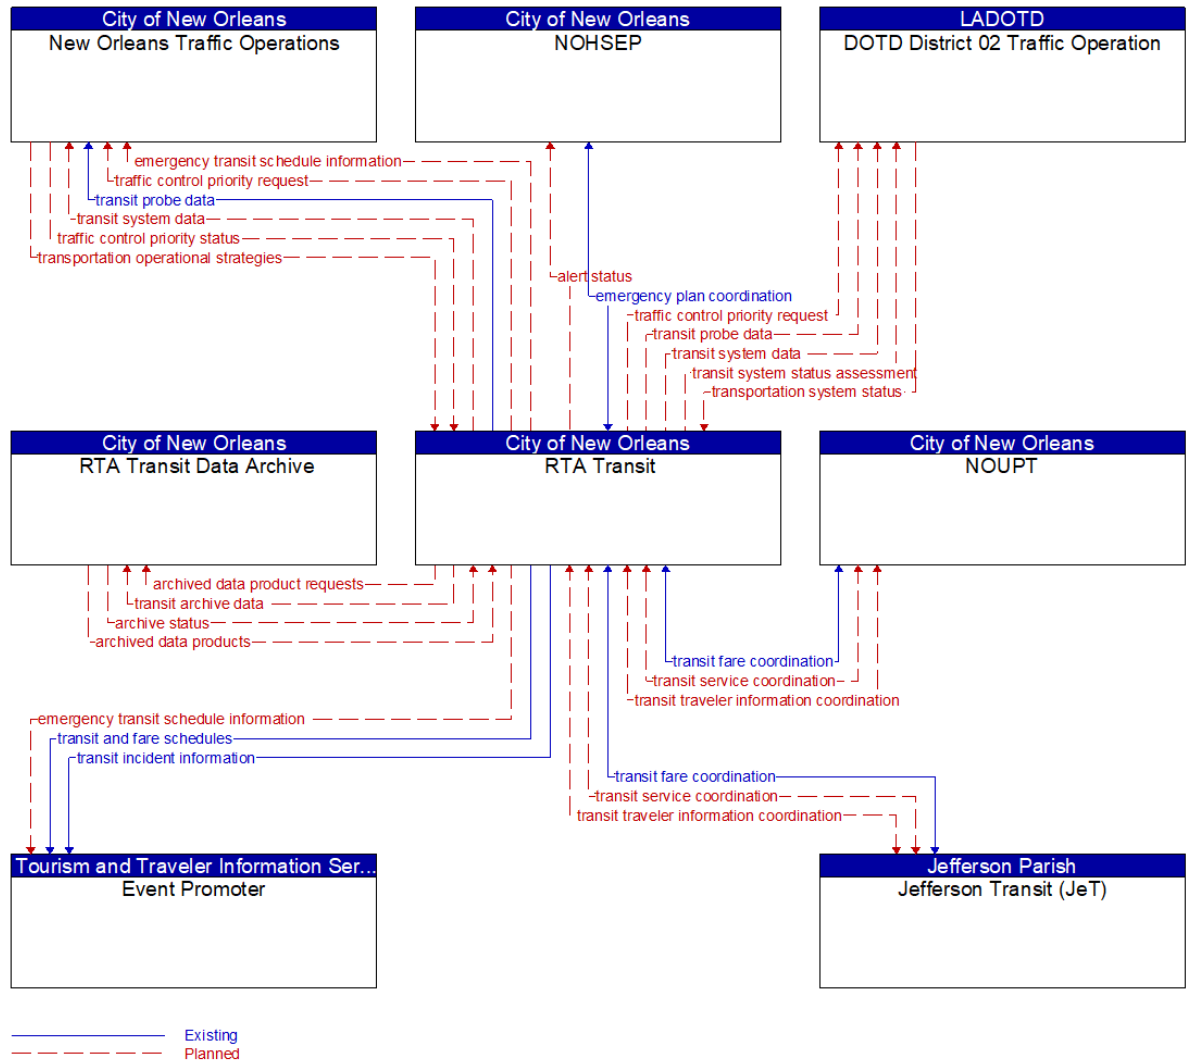 City of New Orleans
New Orleans Traffic Operations
City of New Orleans
NOHSEP
LADOTD
DOTD District 02 Traffic Operation
emergency transit schedule information
traffic control priority request
transit probe data
transit system data
traffic control priority status
transportation operational strategies
alert status
emergency plan coordination
traffic control priority request
transit probe data
transit system data
transit system status assessment
transportation system status
City of New Orleans
RTA Transit Data Archive
City of New Orleans
RTA Transit
City of New Orleans
NOUPT
archived data product requests
transit archive data
archive status
archived data products
transit fare coordination
transit service coordination
transit traveler information coordination
emergency transit schedule information
transit and fare schedules
transit incident information
transit fare coordination
transit service coordination
transit traveler information coordination
Tourism and Traveler Information Ser...
Event Promoter
Jefferson Parish
Jefferson Transit (JeT)
Existing
Planned